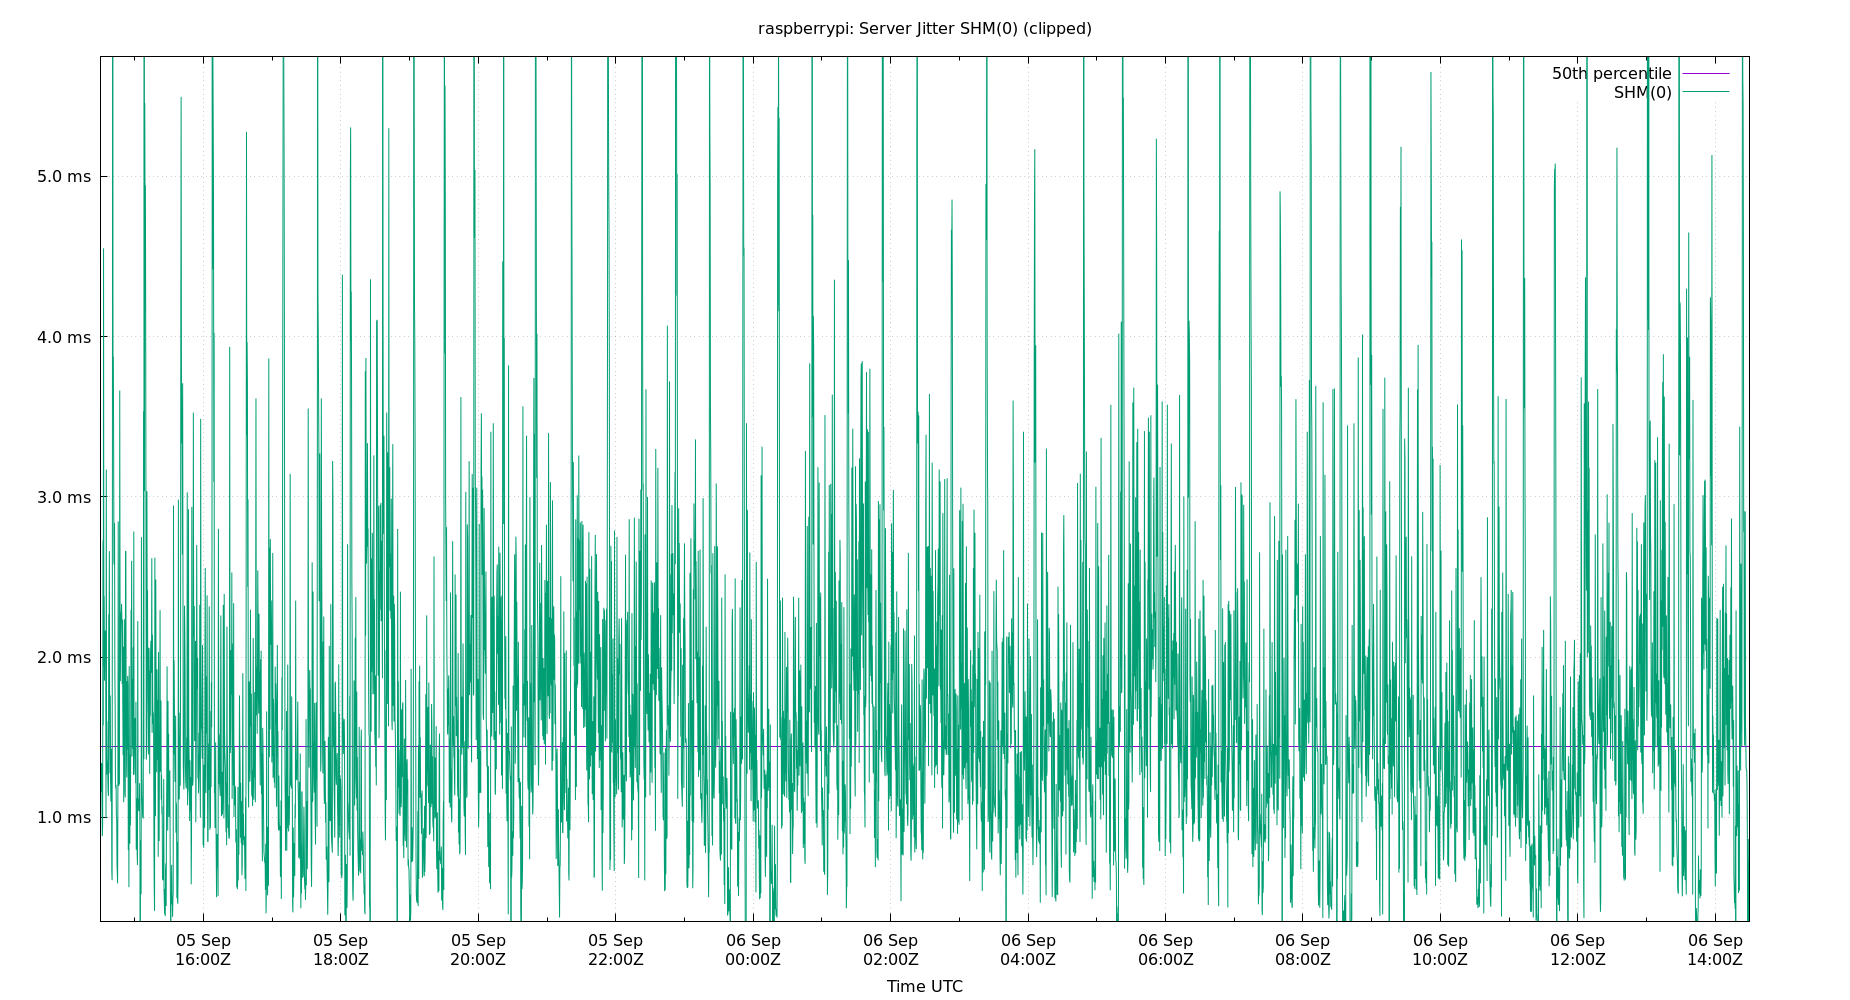 raspberrypi: Server Jitter SHM(0) (clipped)
50th percentile
SHM(0)
5.0 ms
4.0 ms
3.0 ms
2.0 ms
1.0 ms
05 Sep 05 Sep 05 Sep 05 Sep 06 Sep 06 Sep 06 Sep 06 Sep 06 Sep 06 Sep 06 Sep 06 Sep
16:00Z 18:00Z 20:00Z 22:00Z 00:00Z 02:00Z 04:00Z 06:00Z 08:00Z 10:00Z 12:00Z 14:00Z
Time UTC